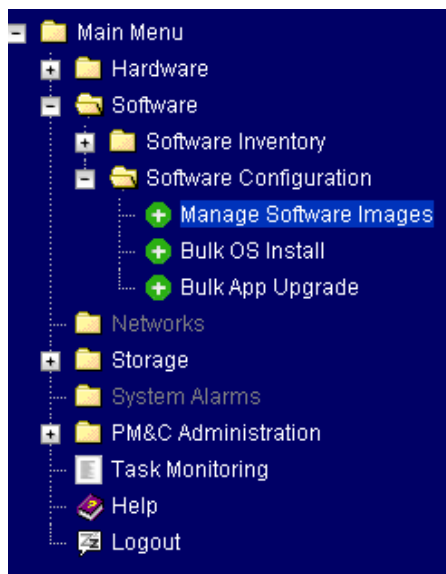 Main Menu
Hardware
Software
Software Inventory
Software Configuration
Manage Software Images
Bulk OS Install
Bulk App Upgrade
Networks
Storage
System Alarms
PM&C Administration
Task Monitoring
Help
Logout